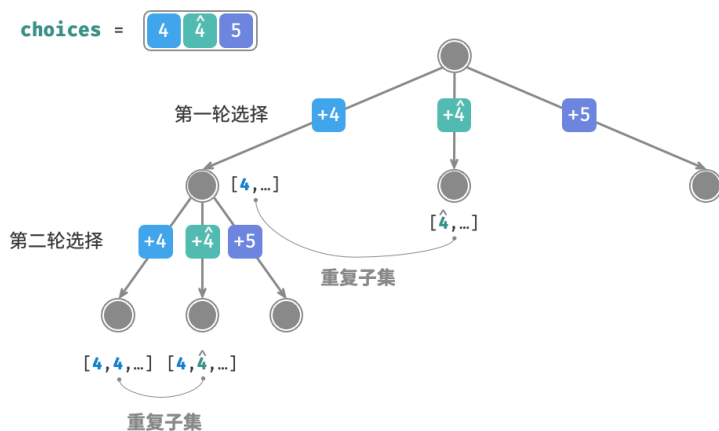 choices = 4 4̂ 5
第一轮选择 +4 +4̂ +5
[4,…]
[4̂,…]
第二轮选择 +4 +4̂ +5
重复子集
[4,4,…] [4,4̂,…]
重复子集